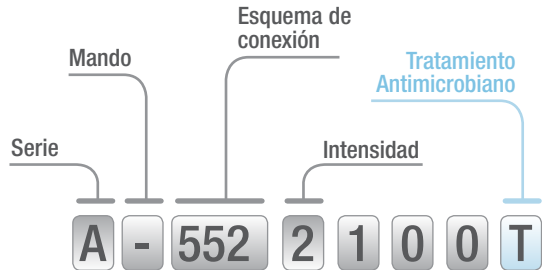 Esquema de
conexión
Mando
Tratamiento
Antimicrobiano
Serie
Intensidad
A - 552 2 1 0 0 T